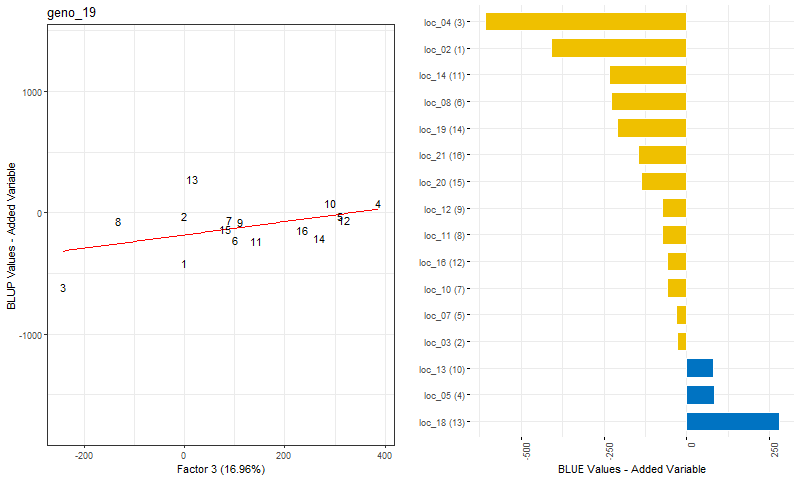 geno_19
BLUP Values - Added Variable
1000
0
-1000
13
10
4
2
5
8
7
9
12
15
16
6
11
14
1
3
-200
0
200
400
Factor 3 (16.96%)
loc_04 (3)
loc_02 (1)
loc_14 (11)
loc_08 (6)
loc_19 (14)
loc_21 (16)
loc_20 (15)
loc_12 (9)
loc_11 (8)
loc_16 (12)
loc_10 (7)
loc_07 (5)
loc_03 (2)
loc_13 (10)
loc_05 (4)
loc_18 (13)
-500
-250
0
250
BLUE Values - Added Variable